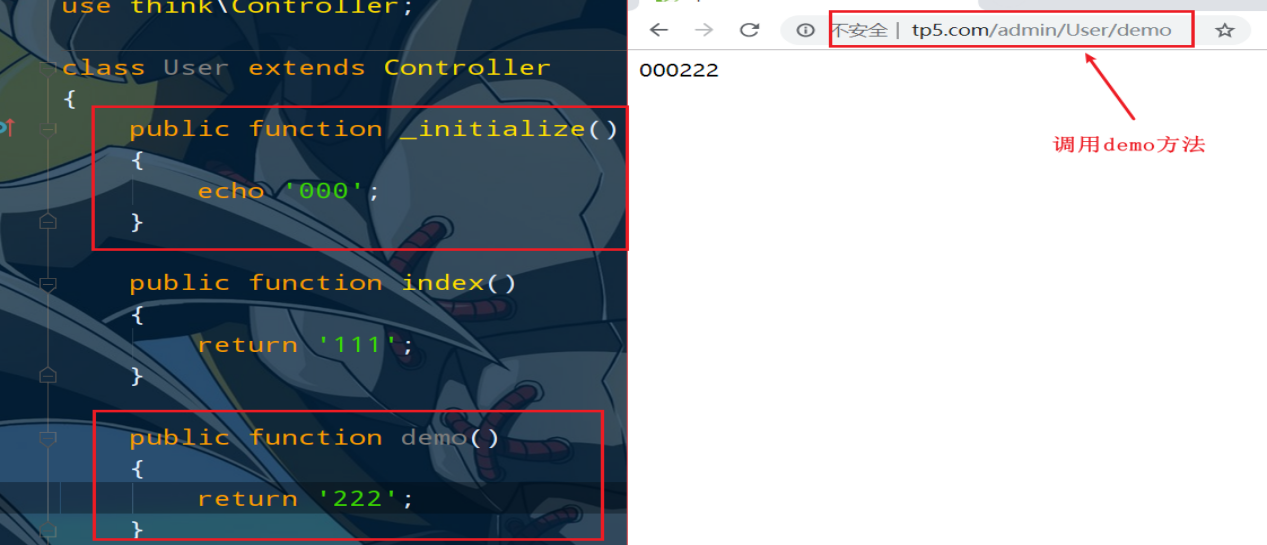 use think\Controller;
class User extends Controller
{
public function _initialize()
{
echo '000';
}
public function index()
{
return '111';
}
public function demo()
{
return '222';
}
不安全 | tp5.com/admin/User/demo
000222
调用demo方法